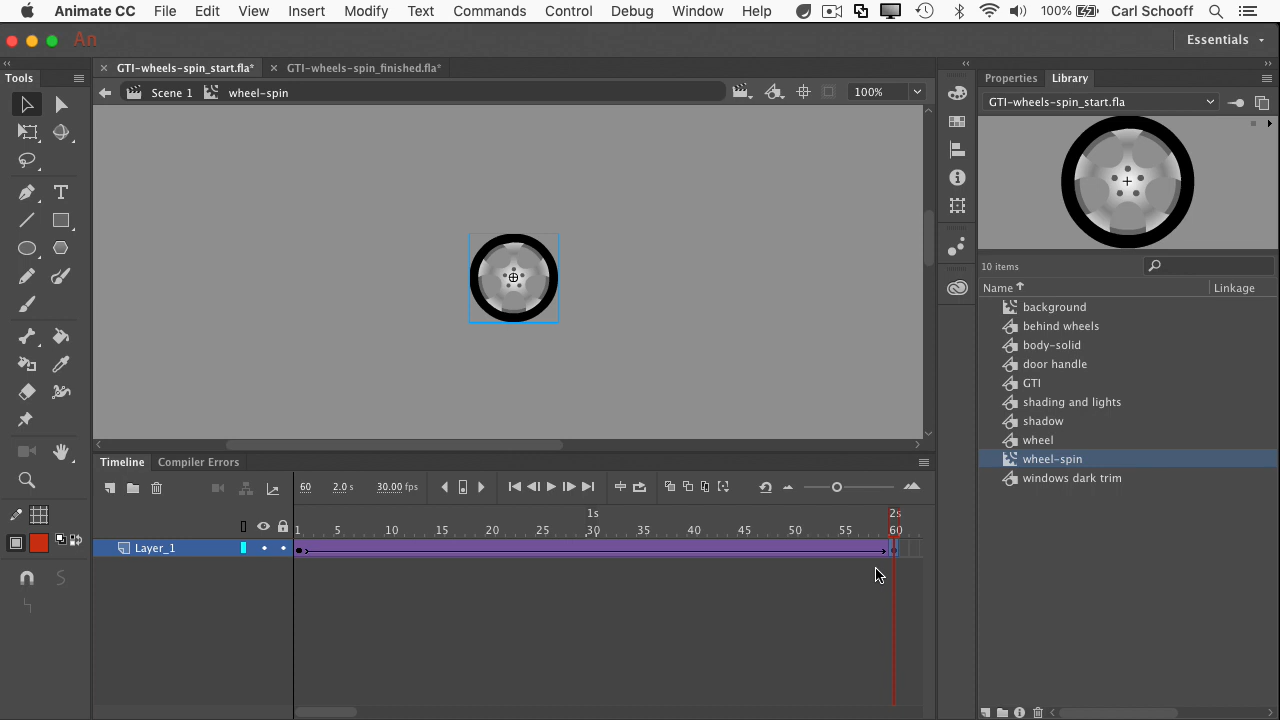 Animate CC File Edit View Insert Modify Text Commands Control Debug Window Help 100% Carl Schooff
An Essentials
Tools
GTI-wheels-spin_start.fla* GTI-wheels-spin_finished.fla*
Scene 1 wheel-spin 100%
Properties Library
GTI-wheels-spin_start.fla
10 items
Name Linkage
background
behind wheels
body-solid
door handle
GTI
shading and lights
shadow
wheel
wheel-spin
windows dark trim
Timeline Compiler Errors
60 2.0 s 30.00 fps
1s 2s
1 5 10 15 20 25 30 35 40 45 50 55 60
Layer_1